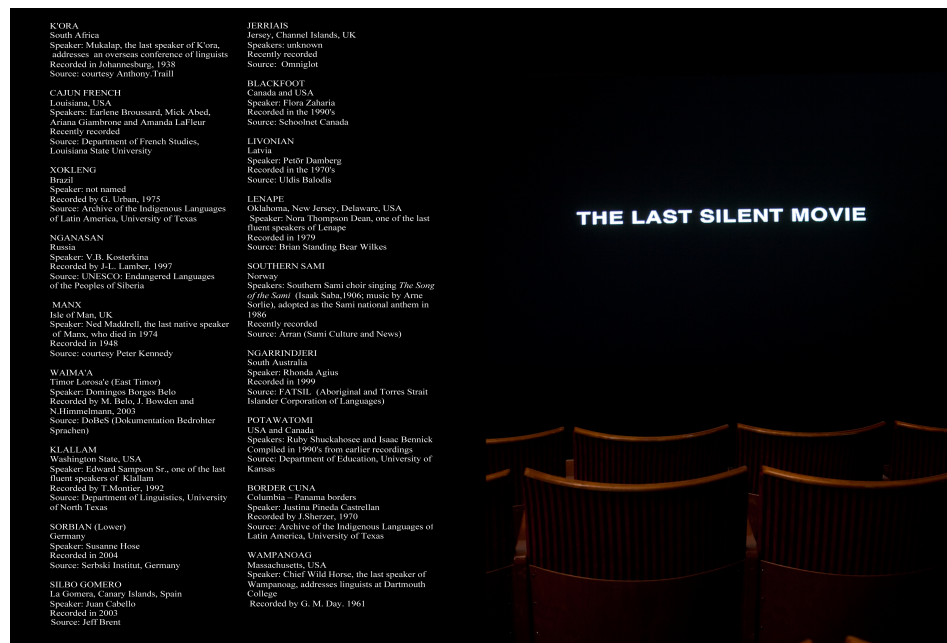 K'ORA
South Africa
Speaker: Mukalap, the last speaker of K'ora,
addresses an overseas conference of linguists
Recorded in Johannesburg, 1938
Source: courtesy Anthony.Traill
CAJUN FRENCH
Louisiana, USA
Speakers: Earlene Broussard, Mick Abed,
Ariana Giambrone and Amanda LaFleur
Recently recorded
Source: Department of French Studies,
Louisiana State University
XOKLENG
Brazil
Speaker: not named
Recorded by G. Urban, 1975
Source: Archive of the Indigenous Languages
of Latin America, University of Texas
NGANASAN
Russia
Speaker: V.B. Kosterkina
Recorded by J-L. Lamber, 1997
Source: UNESCO: Endangered Languages
of the Peoples of Siberia
MANX
Isle of Man, UK
Speaker: Ned Maddrell, the last native speaker
of Manx, who died in 1974
Recorded in 1948
Source: courtesy Peter Kennedy
WAIMA'A
Timor Lorosa'e (East Timor)
Speaker: Domingos Borges Belo
Recorded by M. Belo, J. Bowden and
N.Himmelmann, 2003
Source: DoBeS (Dokumentation Bedrohter
Sprachen)
KLALLAM
Washington State, USA
Speaker: Edward Sampson Sr., one of the last
fluent speakers of Klallam
Recorded by T.Montier, 1992
Source: Department of Linguistics, University
of North Texas
SORBIAN (Lower)
Germany
Speaker: Susanne Hose
Recorded in 2004
Source: Serbski Institut, Germany
SILBO GOMERO
La Gomera, Canary Islands, Spain
Speaker: Juan Cabello
Recorded in 2003
Source: Jeff Brent
JERRIAIS
Jersey, Channel Islands, UK
Speakers: unknown
Recently recorded
Source: Omniglot
BLACKFOOT
Canada and USA
Speaker: Flora Zaharia
Recorded in the 1990's
Source: Schoolnet Canada
LIVONIAN
Latvia
Speaker: Petõr Damberg
Recorded in the 1970's
Source: Uldis Balodis
LENAPE
Oklahoma, New Jersey, Delaware, USA
Speaker: Nora Thompson Dean, one of the last
fluent speakers of Lenape
Recorded in 1979
Source: Brian Standing Bear Wilkes
SOUTHERN SAMI
Norway
Speakers: Southern Sami choir singing The Song
of the Sami (Isaak Saba,1906; music by Arne
Sorlie), adopted as the Sami national anthem in
1986
Recently recorded
Source: Árran (Sami Culture and News)
NGARRINDJERI
South Australia
Speaker: Rhonda Agius
Recorded in 1999
Source: FATSIL (Aboriginal and Torres Strait
Islander Corporation of Languages)
POTAWATOMI
USA and Canada
Speakers: Ruby Shuckahosee and Isaac Bennick
Compiled in 1990's from earlier recordings
Source: Department of Education, University of
Kansas
BORDER CUNA
Columbia – Panama borders
Speaker: Justina Pineda Castrellan
Recorded by J.Sherzer, 1970
Source: Archive of the Indigenous Languages of
Latin America, University of Texas
WAMPANOAG
Massachusetts, USA
Speaker: Chief Wild Horse, the last speaker of
Wampanoag, addresses linguists at Dartmouth
College
Recorded by G. M. Day. 1961
THE LAST SILENT MOVIE